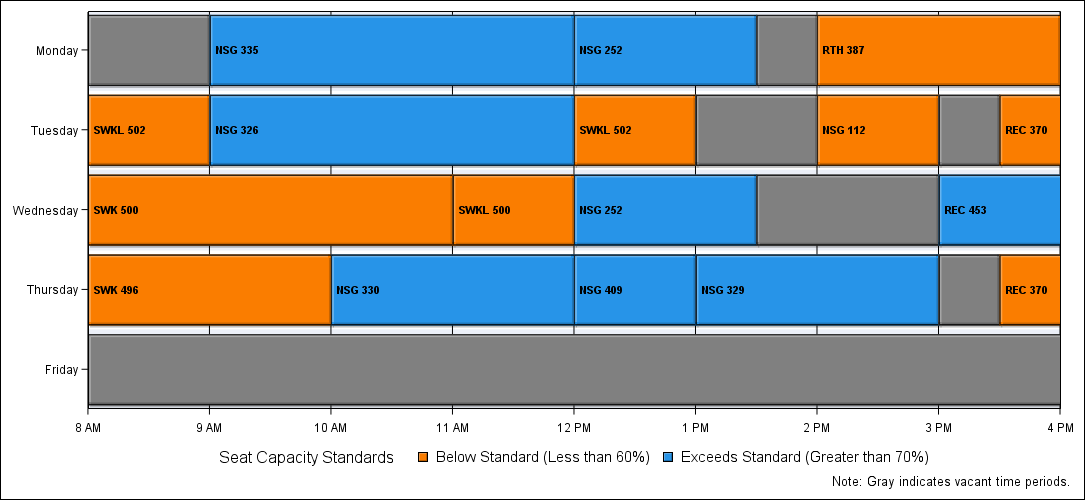 Monday
NSG 335
NSG 252
RTH 387
Tuesday
SWKL 502
NSG 326
SWKL 502
NSG 112
REC 370
Wednesday
SWK 500
SWKL 500
NSG 252
REC 453
Thursday
SWK 496
NSG 330
NSG 409
NSG 329
REC 370
Friday
8 AM 9 AM 10 AM 11 AM 12 PM 1 PM 2 PM 3 PM 4 PM
Seat Capacity Standards Below Standard (Less than 60%) Exceeds Standard (Greater than 70%)
Note: Gray indicates vacant time periods.